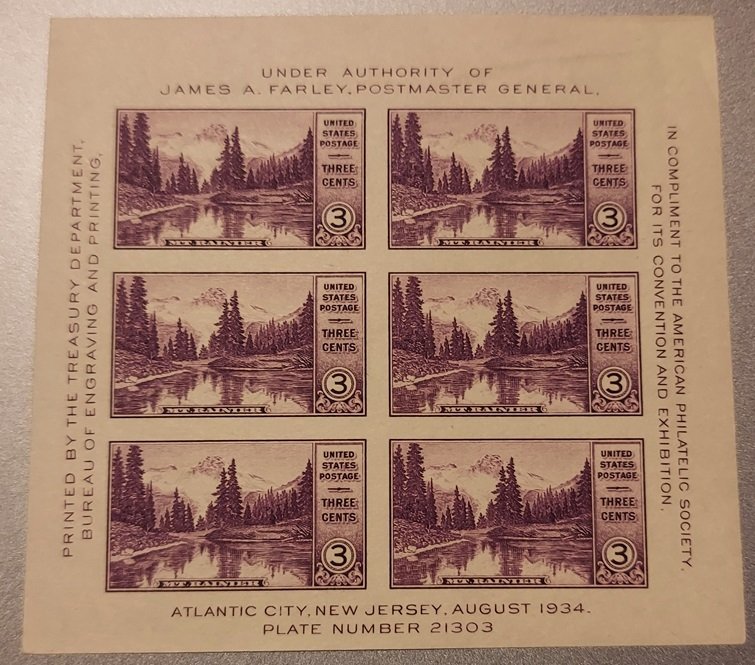 UNDER AUTHORITY OF
JAMES A. FARLEY, POSTMASTER GENERAL.
PRINTED BY THE TREASURY DEPARTMENT,
BUREAU OF ENGRAVING AND PRINTING,
IN COMPLIMENT TO THE AMERICAN PHILATELIC SOCIETY.
FOR ITS CONVENTION AND EXHIBITION.
UNITED
STATES
POSTAGE
THREE
CENTS
3
MT. RAINIER
UNITED
STATES
POSTAGE
THREE
CENTS
3
MT. RAINIER
UNITED
STATES
POSTAGE
THREE
CENTS
3
MT. RAINIER
UNITED
STATES
POSTAGE
THREE
CENTS
3
MT. RAINIER
UNITED
STATES
POSTAGE
THREE
CENTS
3
MT. RAINIER
UNITED
STATES
POSTAGE
THREE
CENTS
3
MT. RAINIER
ATLANTIC CITY, NEW JERSEY, AUGUST 1934.
PLATE NUMBER 21303